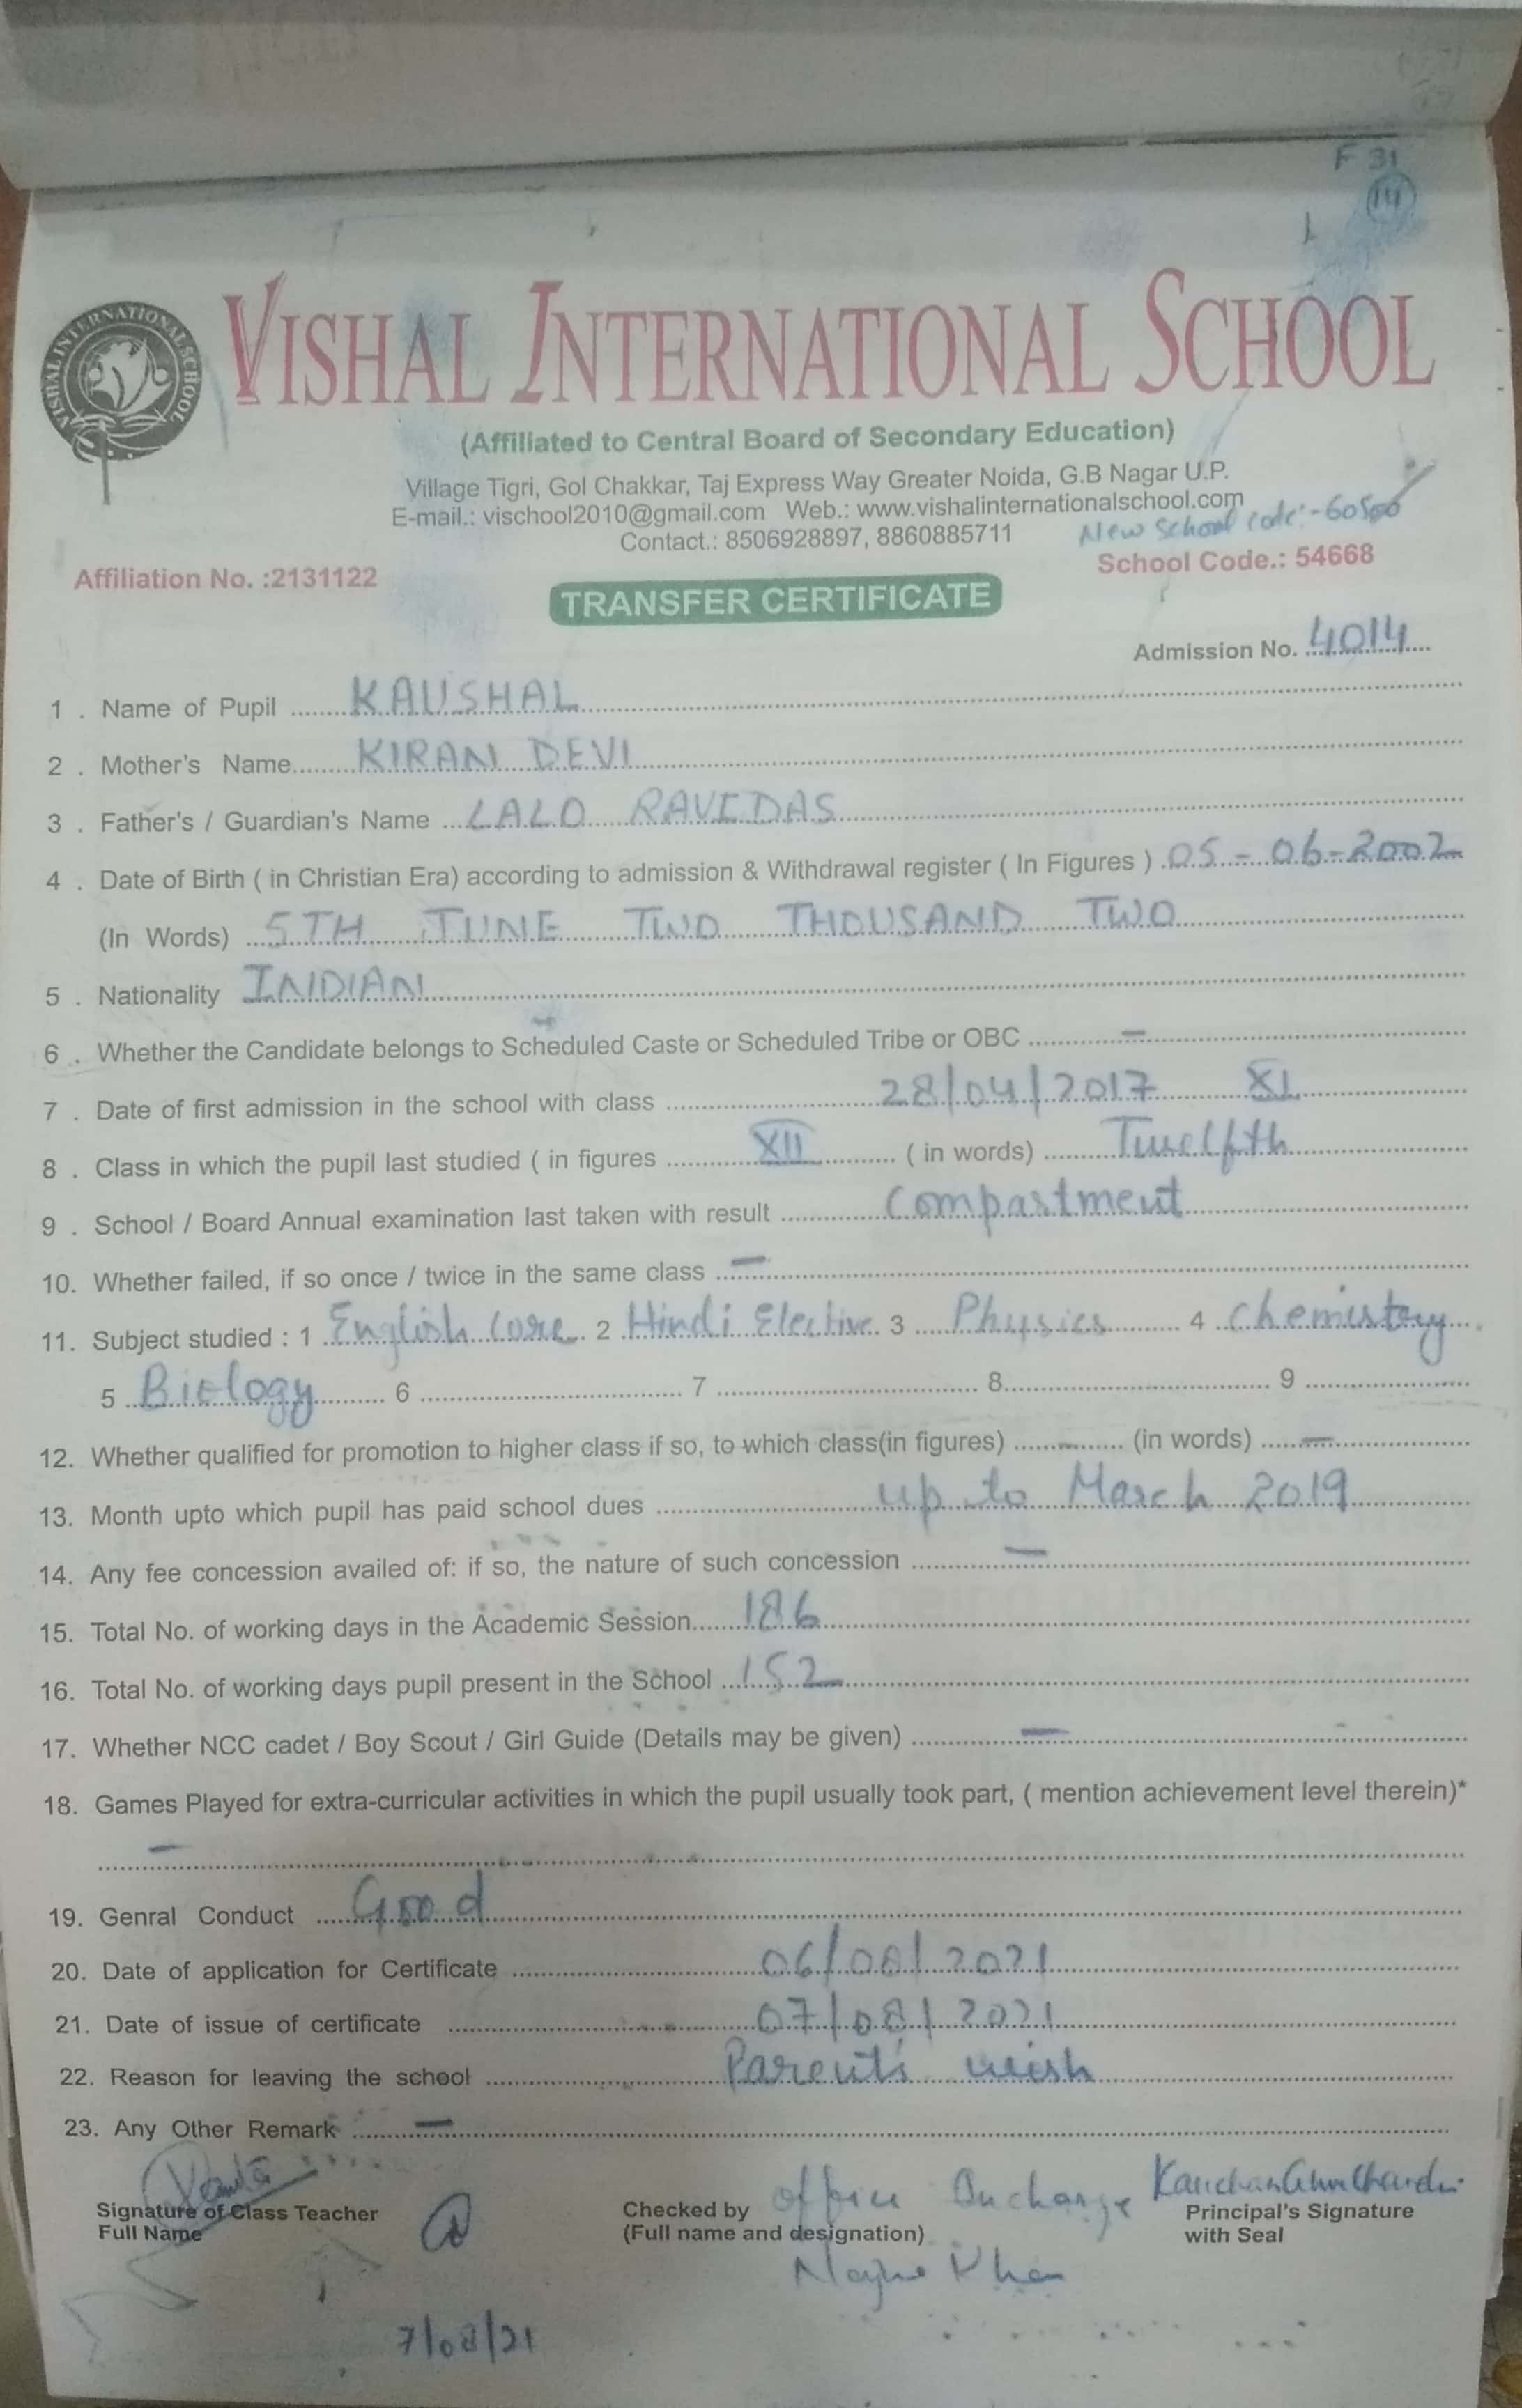 F 31
14
VISHAL INTERNATIONAL SCHOOL
VISHAL INTERNATIONAL SCHOOL
(Affiliated to Central Board of Secondary Education)
Village Tigri, Gol Chakkar, Taj Express Way Greater Noida, G.B Nagar U.P.
E-mail.: vischool2010@gmail.com Web.: www.vishalinternationalschool.com
Contact.: 8506928897, 8860885711
New School code:-60500
Affiliation No. :2131122 School Code.: 54668
TRANSFER CERTIFICATE
Admission No. 4014
1 . Name of Pupil KAUSHAL
2 . Mother's Name KIRAN DEVI
3 . Father's / Guardian's Name LALO RAVIDAS
4 . Date of Birth ( in Christian Era) according to admission & Withdrawal register ( In Figures ) 05-06-2002
(In Words) 5TH JUNE TWO THOUSAND TWO
5 . Nationality INDIAN
6 . Whether the Candidate belongs to Scheduled Caste or Scheduled Tribe or OBC –
7 . Date of first admission in the school with class 28/04/2017 XI
8 . Class in which the pupil last studied ( in figures XII ( in words) Twelfth
9 . School / Board Annual examination last taken with result Compartment
10. Whether failed, if so once / twice in the same class –
11. Subject studied : 1 English Core 2 Hindi Elective 3 Physics 4 Chemistry
5 Biology 6 7 8 9
12. Whether qualified for promotion to higher class if so, to which class(in figures) – (in words) –
13. Month upto which pupil has paid school dues up to March 2019
14. Any fee concession availed of: if so, the nature of such concession –
15. Total No. of working days in the Academic Session 186
16. Total No. of working days pupil present in the School 152
17. Whether NCC cadet / Boy Scout / Girl Guide (Details may be given) –
18. Games Played for extra-curricular activities in which the pupil usually took part, ( mention achievement level therein)*
–
19. Genral Conduct Good
20. Date of application for Certificate 06/08/2021
21. Date of issue of certificate 07/08/2021
22. Reason for leaving the school Parent's wish
23. Any Other Remark –
Signature of Class Teacher Checked by office Incharge Principal's Signature
Full Name (Full name and designation) with Seal
Khan
7/08/21